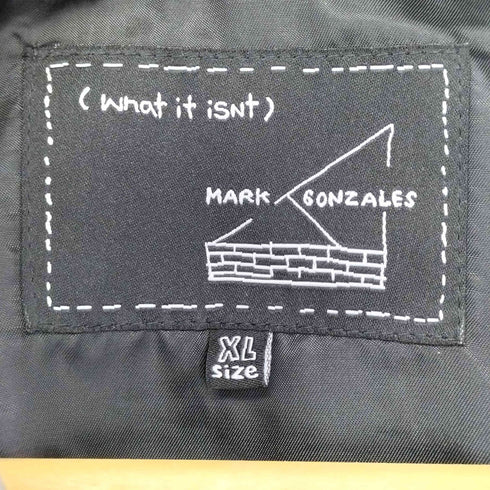 (What it iSNt)
MARK GONZALES
XL
size